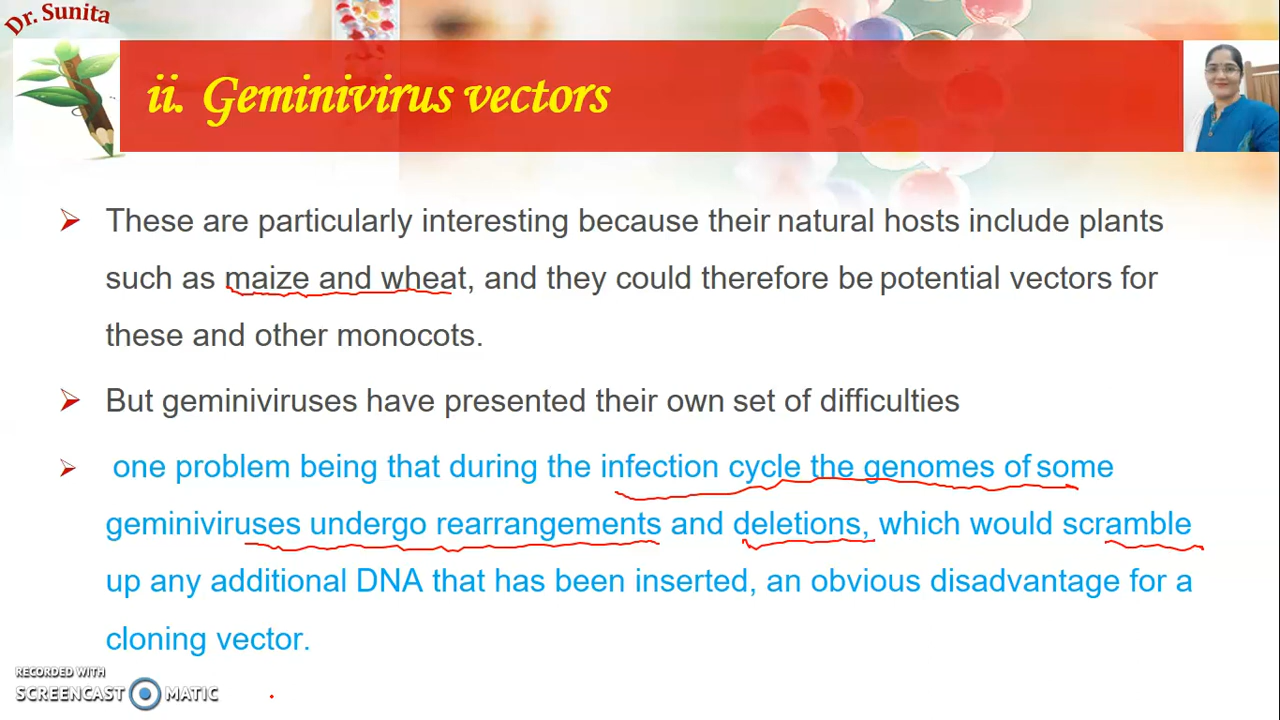 Dr. Sunita
ii. Geminivirus vectors
These are particularly interesting because their natural hosts include plants
such as maize and wheat, and they could therefore be potential vectors for
these and other monocots.
But geminiviruses have presented their own set of difficulties
one problem being that during the infection cycle the genomes of some
geminiviruses undergo rearrangements and deletions, which would scramble
up any additional DNA that has been inserted, an obvious disadvantage for a
cloning vector.
RECORDED WITH
SCREENCAST MATIC